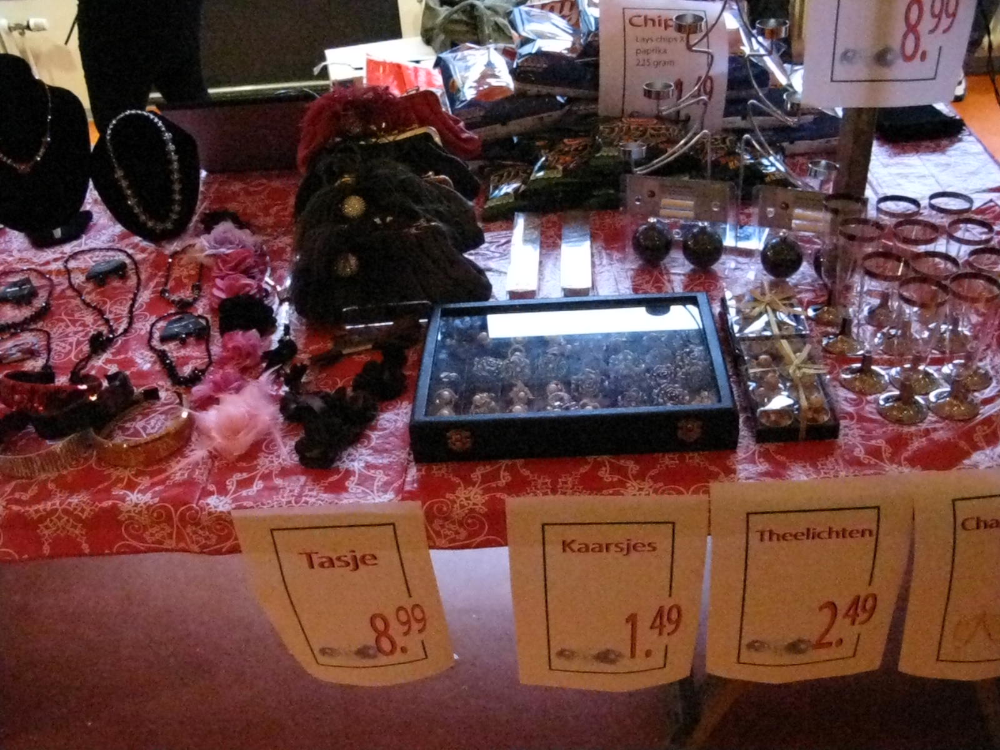 Chip
Lays chips X
paprika
225 gram
1.49
8.99
Tasje
8.99
Kaarsjes
1.49
Theelichten
2.49
Cha